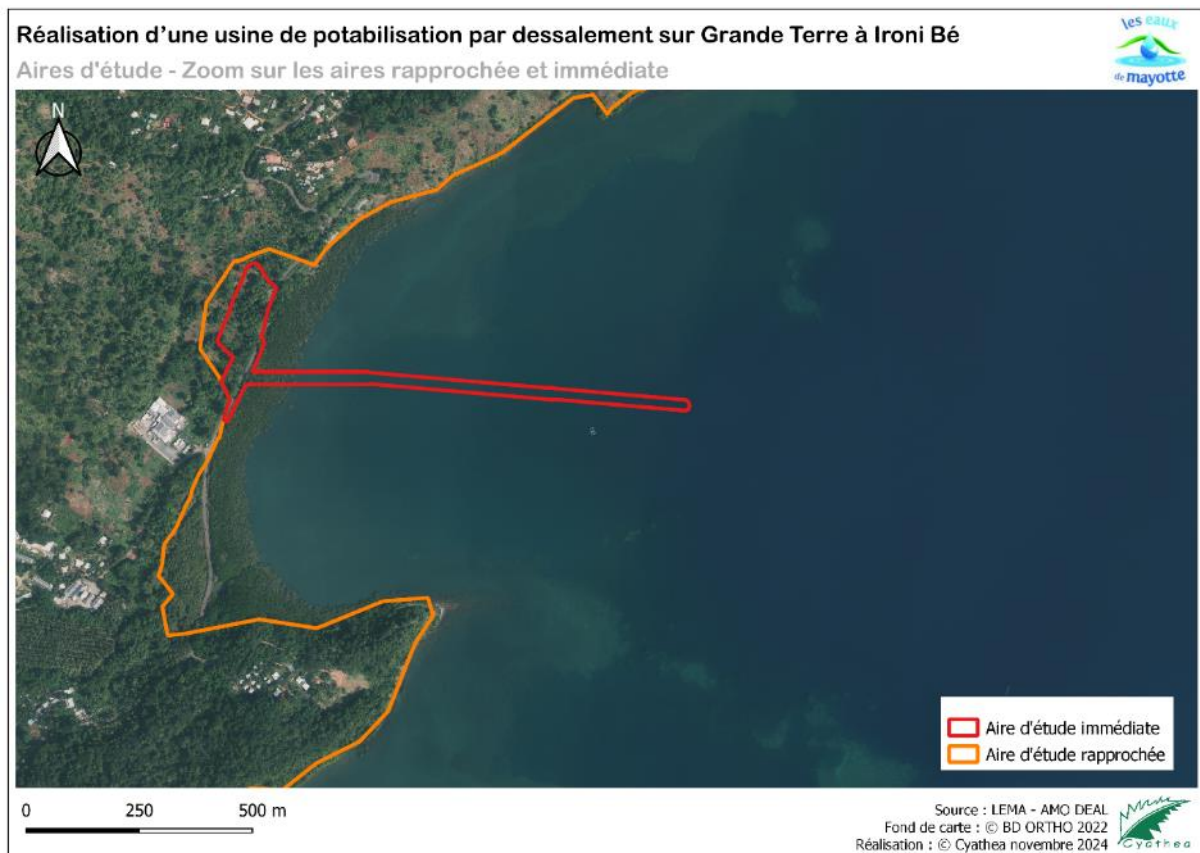 Réalisation d'une usine de potabilisation par dessalement sur Grande Terre à Ironi Bé
Aires d'étude - Zoom sur les aires rapprochée et immédiate
les eaux
de mayotte
N
Aire d'étude immédiate
Aire d'étude rapprochée
0 250 500 m
Source : LEMA - AMO DEAL
Fond de carte : © BD ORTHO 2022
Réalisation : © Cyathea novembre 2024
Cyathea